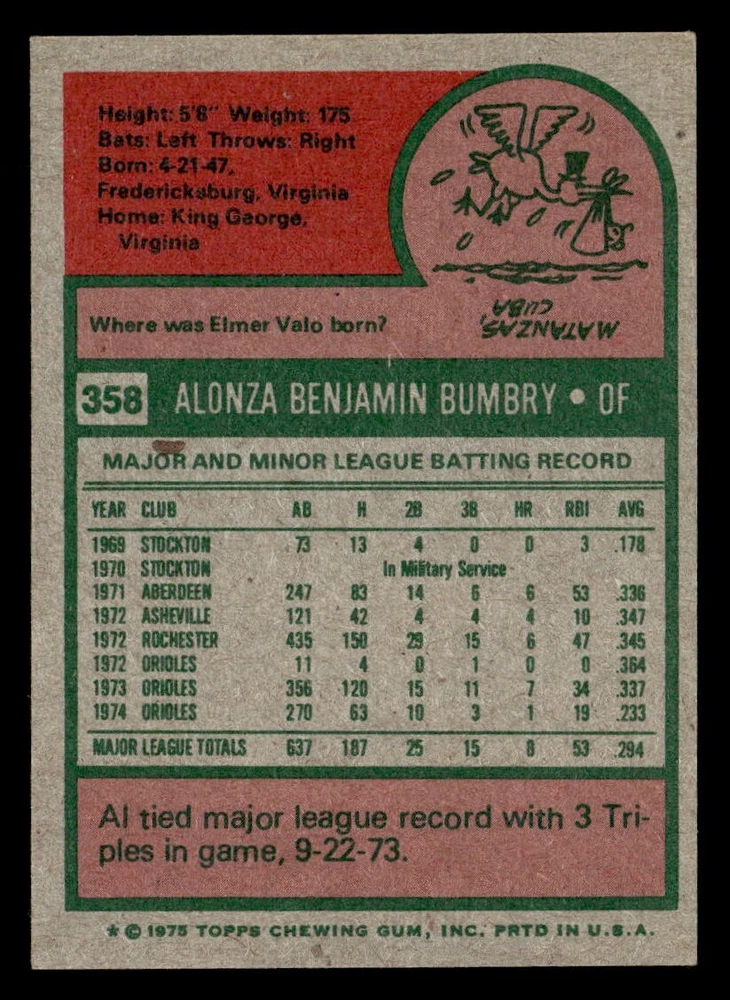 Height: 5'8" Weight: 175
Bats: Left Throws: Right
Born: 4-21-47,
Fredericksburg, Virginia
Home: King George,
Virginia
MATANZAS,
CUBA
Where was Elmer Valo born?
358 ALONZA BENJAMIN BUMBRY • OF
MAJOR AND MINOR LEAGUE BATTING RECORD
YEAR CLUB AB H 2B 3B HR RBI AVG
1969 STOCKTON 73 13 4 0 0 3 .178
1970 STOCKTON In Military Service
1971 ABERDEEN 247 83 14 6 6 53 .336
1972 ASHEVILLE 121 42 4 4 4 10 .347
1972 ROCHESTER 435 150 29 15 6 47 .345
1972 ORIOLES 11 4 0 1 0 0 .364
1973 ORIOLES 356 120 15 11 7 34 .337
1974 ORIOLES 270 63 10 3 1 19 .233
MAJOR LEAGUE TOTALS 637 187 25 15 8 53 .294
Al tied major league record with 3 Tri-
ples in game, 9-22-73.
* © 1975 TOPPS CHEWING GUM, INC. PRTD IN U.S.A.